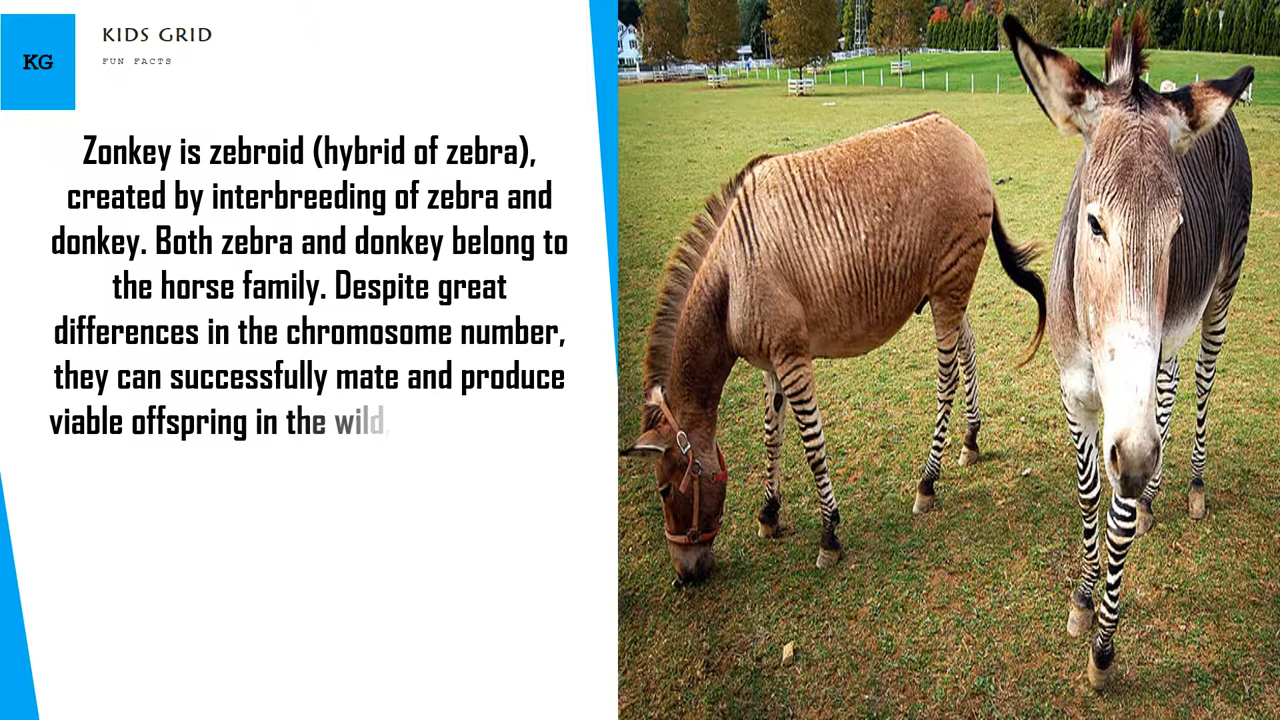 KG
KIDS GRID
FUN FACTS
Zonkey is zebroid (hybrid of zebra),
created by interbreeding of zebra and
donkey. Both zebra and donkey belong to
the horse family. Despite great
differences in the chromosome number,
they can successfully mate and produce
viable offspring in the wild,